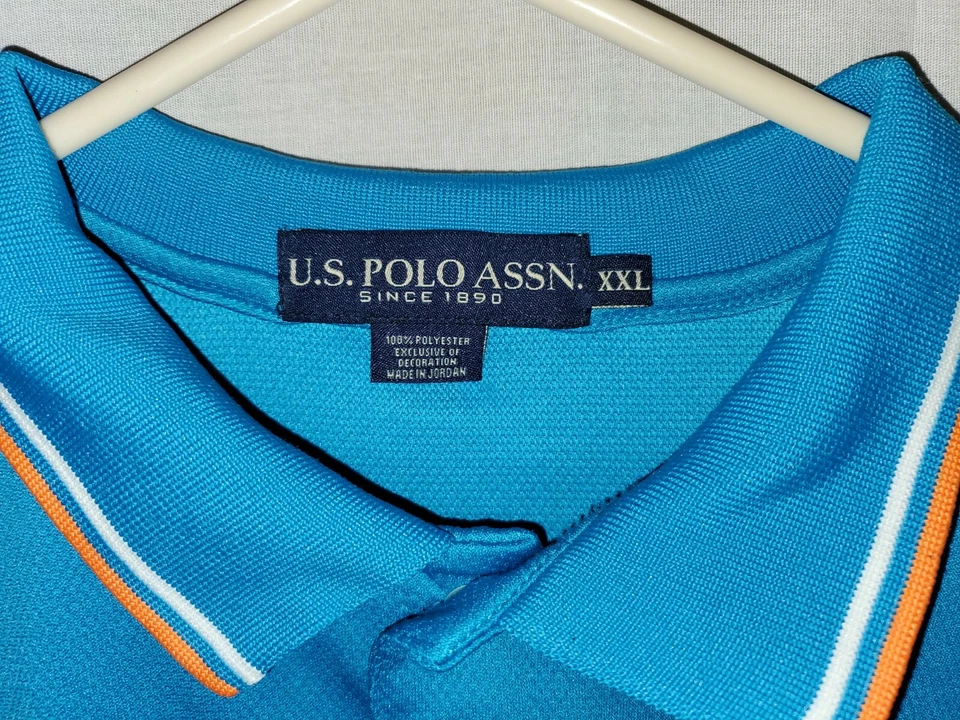 U.S. POLO ASSN.
SINCE 1890
XXL
100% POLYESTER
EXCLUSIVE OF
DECORATION
MADE IN JORDAN